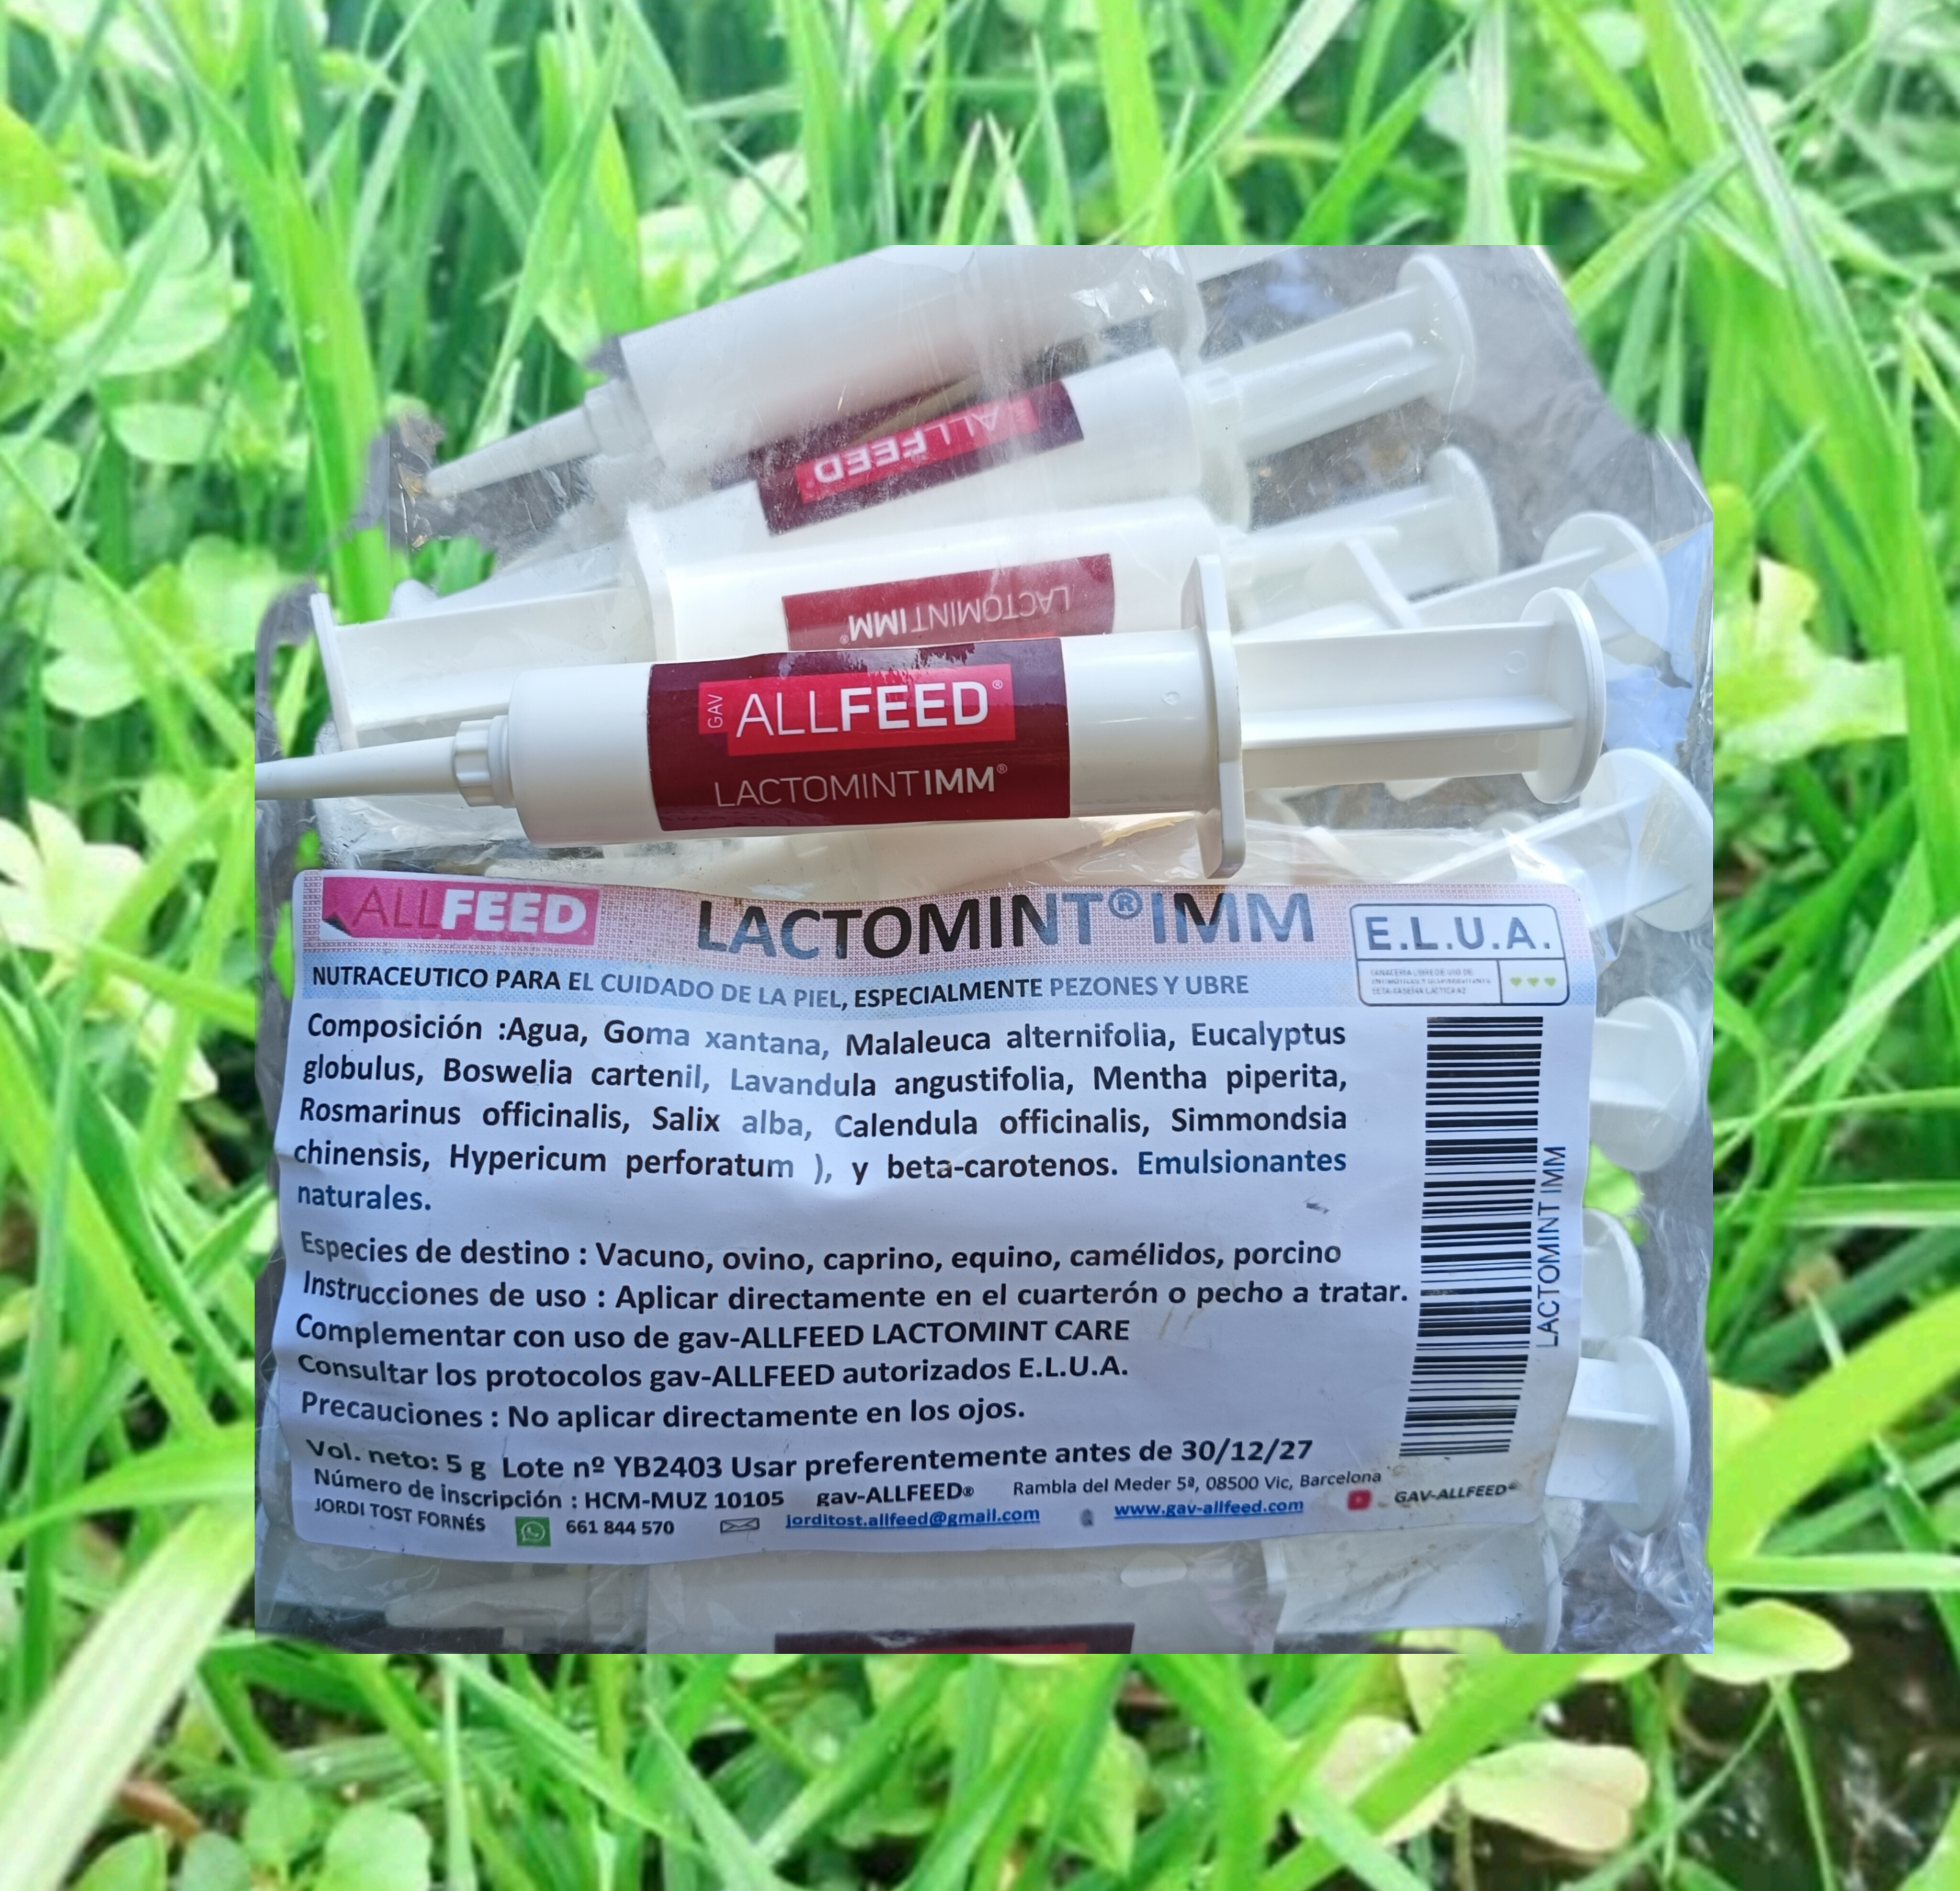 ALLFEED
LACTOMINT IMM®
GAV ALLFEED®
LACTOMINTIMM®
ALLFEED LACTOMINT® IMM E.L.U.A.
NUTRACEUTICO PARA EL CUIDADO DE LA PIEL, ESPECIALMENTE PEZONES Y UBRE
Composición :Agua, Goma xantana, Malaleuca alternifolia, Eucalyptus
globulus, Boswelia cartenil, Lavandula angustifolia, Mentha piperita,
Rosmarinus officinalis, Salix alba, Calendula officinalis, Simmondsia
chinensis, Hypericum perforatum ), y beta-carotenos. Emulsionantes
naturales.
Especies de destino : Vacuno, ovino, caprino, equino, camélidos, porcino
Instrucciones de uso : Aplicar directamente en el cuarterón o pecho a tratar.
Complementar con uso de gav-ALLFEED LACTOMINT CARE
Consultar los protocolos gav-ALLFEED autorizados E.L.U.A.
Precauciones : No aplicar directamente en los ojos.
LACTOMINT IMM
Vol. neto: 5 g Lote nº YB2403 Usar preferentemente antes de 30/12/27
Número de inscripción : HCM-MUZ 10105 gav-ALLFEED® Rambla del Meder 5ª, 08500 Vic, Barcelona
JORDI TOST FORNÉS 661 844 570 jorditost.allfeed@gmail.com www.gav-allfeed.com GAV-ALLFEED®